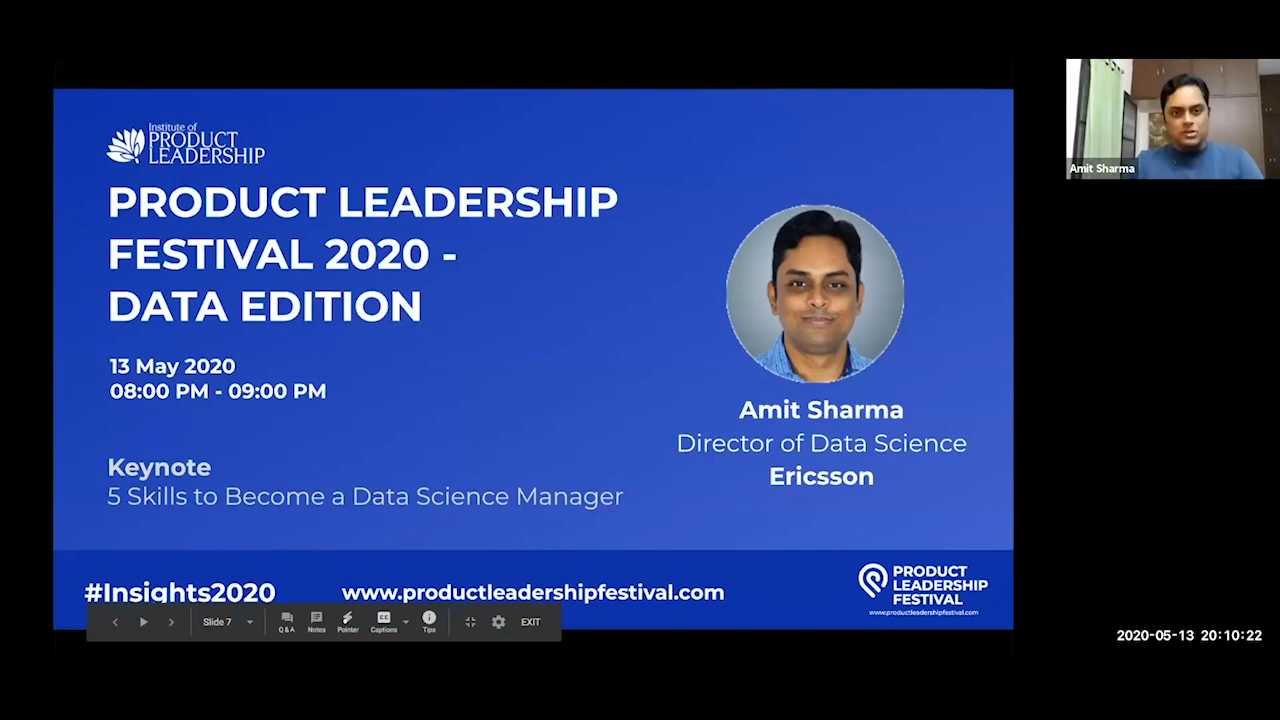 Institute of
PRODUCT
LEADERSHIP
PRODUCT LEADERSHIP
FESTIVAL 2020 -
DATA EDITION
13 May 2020
08:00 PM - 09:00 PM
Keynote
5 Skills to Become a Data Science Manager
Amit Sharma
Director of Data Science
Ericsson
#Insights2020
www.productleadershipfestival.com
PRODUCT
LEADERSHIP
FESTIVAL
www.productleadershipfestival.com
Slide 7
Q&A
Notes
Pointer
CC
Captions
Tips
EXIT
Amit Sharma
2020-05-13 20:10:22